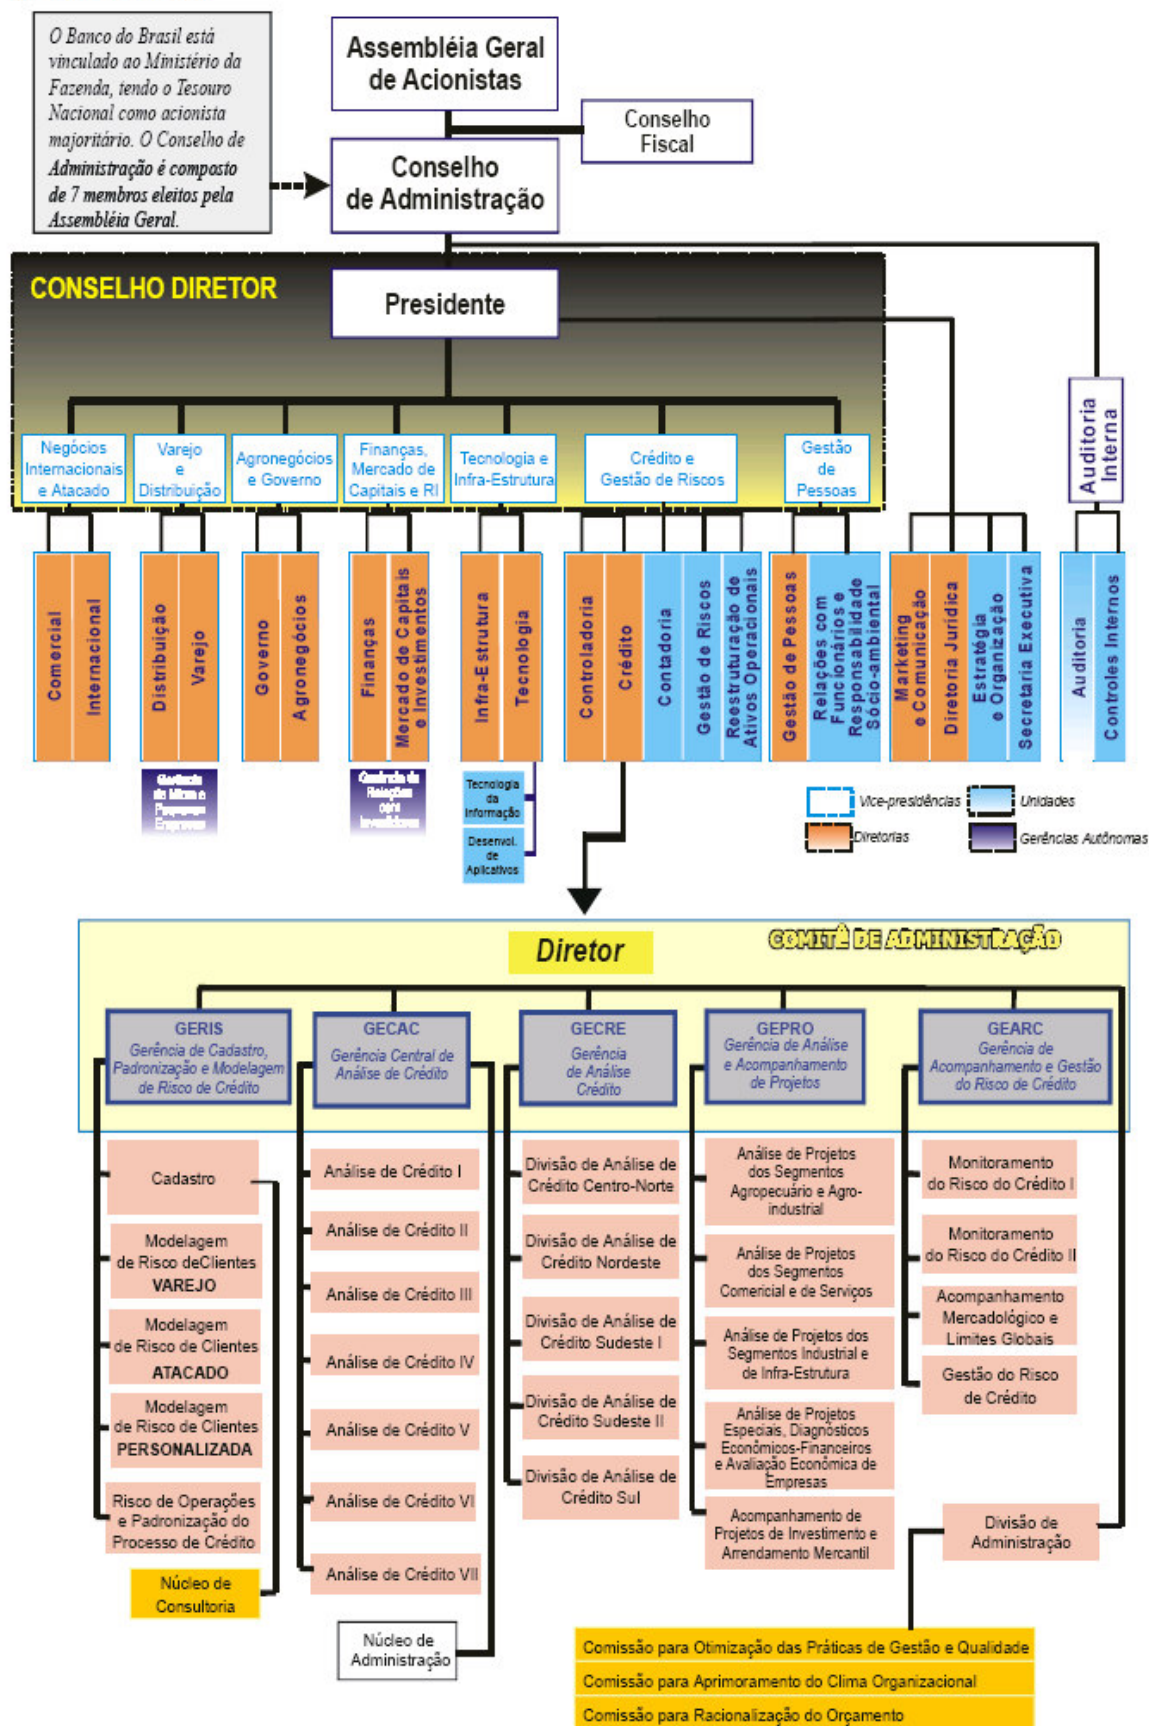 O Banco do Brasil está
vinculado ao Ministério da
Fazenda, tendo o Tesouro
Nacional como acionista
majoritário. O Conselho de
Administração é composto
de 7 membros eleitos pela
Assembléia Geral.
Assembléia Geral
de Acionistas
Conselho
Fiscal
Conselho
de Administração
CONSELHO DIRETOR
Presidente
Negócios
Internacionais
e Atacado
Varejo
e
Distribuição
Agronegócios
e Governo
Finanças,
Mercado de
Capitais e RI
Tecnologia e
Infra-Estrutura
Crédito e
Gestão de Riscos
Gestão
de
Pessoas
Auditoria
Interna
Comercial
Internacional
Distribuição
Varejo
Governo
Agronegócios
Finanças
Mercado de Capitais
e Investimentos
Infra-Estrutura
Tecnologia
Controladoria
Crédito
Contadoria
Gestão de Riscos
Reestruturação de
Ativos Operacionais
Gestão de Pessoas
Relações com
Funcionários e
Responsabilidade
Sócio-ambiental
Marketing
e Comunicação
Diretoria Jurídica
Estratégia
e Organização
Secretaria Executiva
Auditoria
Controles Internos
Gerência
de Micro e
Pequenas
Empresas
Gerência de
Relações
com
Investidores
Tecnologia
da
Informação
Desenvol.
de
Aplicativos
Vice-presidências
Unidades
Diretorias
Gerências Autônomas
Diretor
COMITÊ DE ADMINISTRAÇÃO
GERIS
Gerência de Cadastro,
Padronização e Modelagem
de Risco de Crédito
GECAC
Gerência Central de
Análise de Crédito
GECRE
Gerência
de Análise
Crédito
GEPRO
Gerência de Análise
e Acompanhamento
de Projetos
GEARC
Gerência de
Acompanhamento e Gestão
do Risco de Crédito
Cadastro
Modelagem
de Risco deClientes
VAREJO
Modelagem
de Risco de Clientes
ATACADO
Modelagem
de Risco de Clientes
PERSONALIZADA
Risco de Operações
e Padronização do
Processo de Crédito
Núcleo de
Consultoria
Análise de Crédito I
Análise de Crédito II
Análise de Crédito III
Análise de Crédito IV
Análise de Crédito V
Análise de Crédito VI
Análise de Crédito VII
Núcleo de
Administração
Divisão de Análise de
Crédito Centro-Norte
Divisão de Análise de
Crédito Nordeste
Divisão de Análise de
Crédito Sudeste I
Divisão de Análise de
Crédito Sudeste II
Divisão de Análise de
Crédito Sul
Análise de Projetos
dos Segmentos
Agropecuário e Agro-
industrial
Análise de Projetos
dos Segmentos
Comericial e de Serviços
Análise de Projetos dos
Segmentos Industrial e
de Infra-Estrutura
Análise de Projetos
Especiais, Diagnósticos
Econômicos-Financeiros
e Avaliação Econômica de
Empresas
Acompanhamento de
Projetos de Investimento e
Arrendamento Mercantil
Monitoramento
do Risco do Crédito I
Monitoramento
do Risco do Crédito II
Acompanhamento
Mercadológico e
Limites Globais
Gestão do Risco
de Crédito
Divisão de
Administração
Comissão para Otimização das Práticas de Gestão e Qualidade
Comissão para Aprimoramento do Clima Organizacional
Comissão para Racionalização do Orçamento